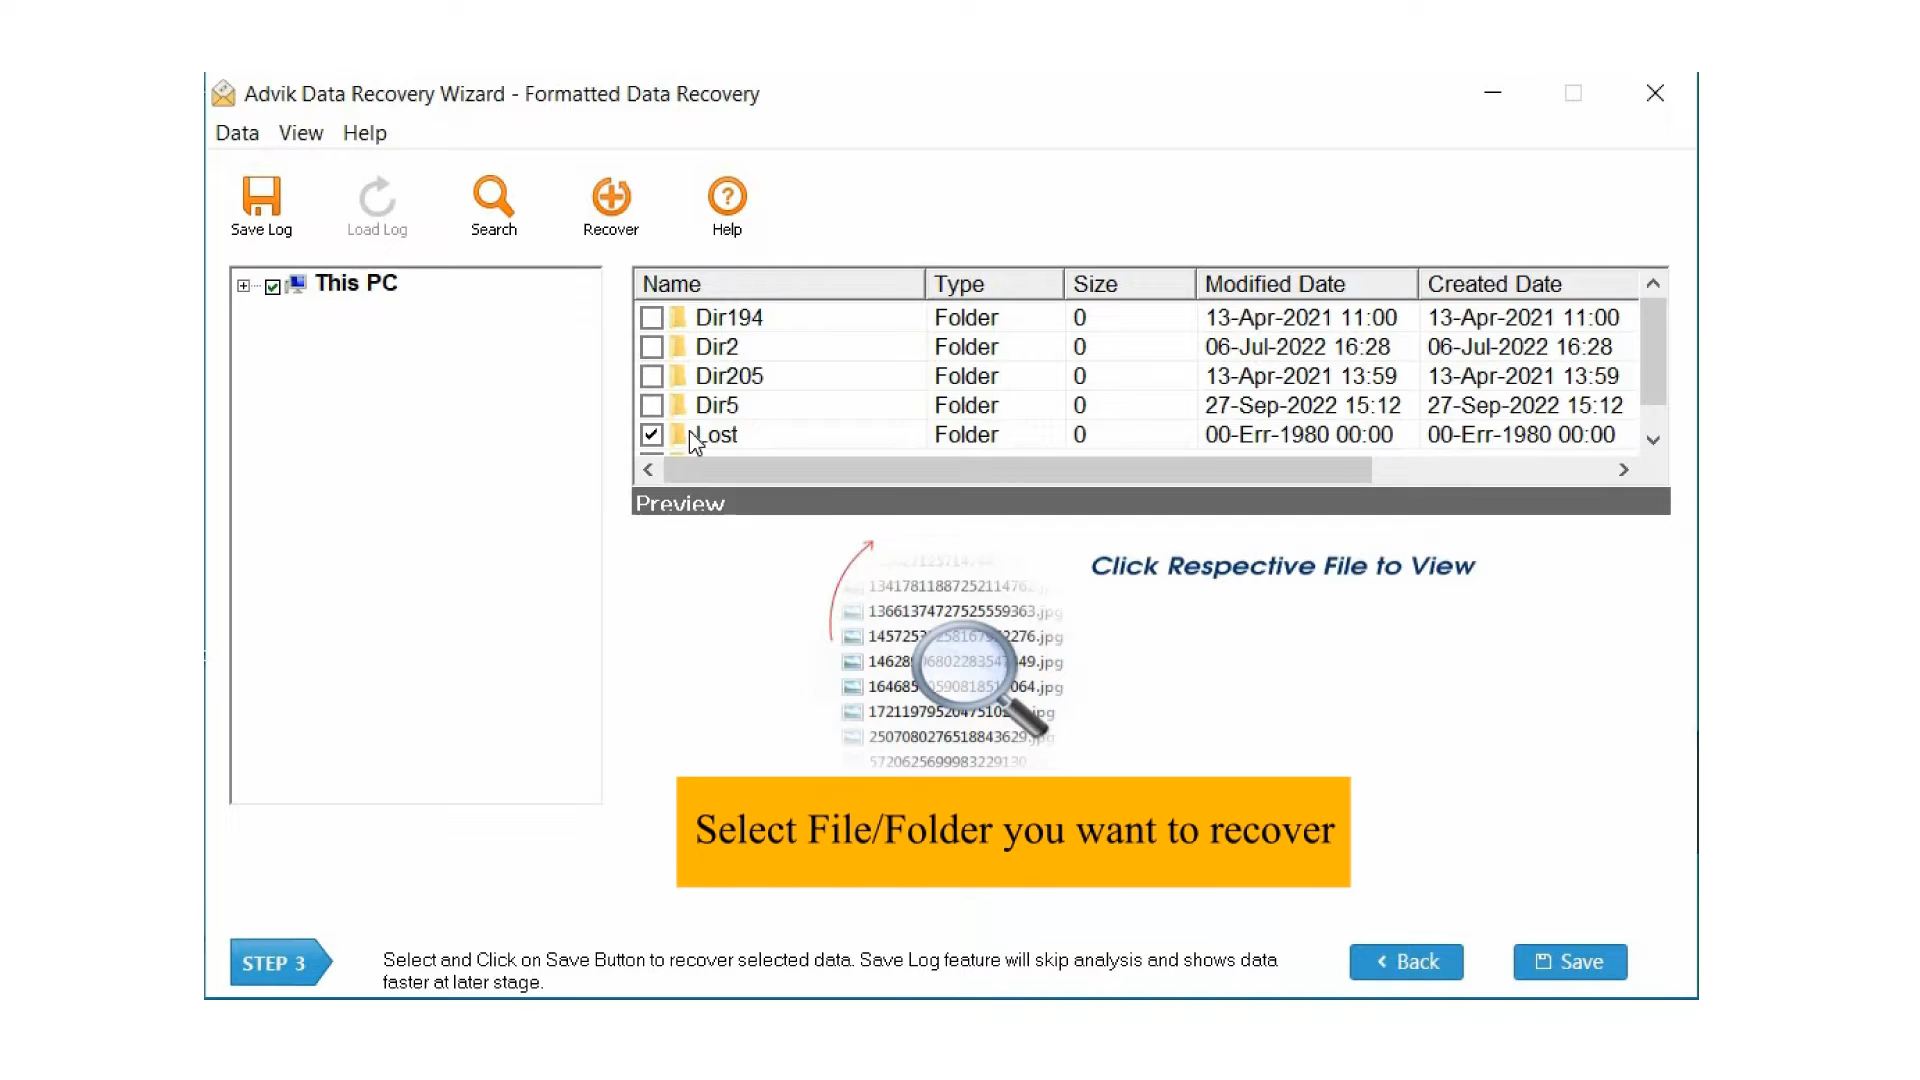 Advik Data Recovery Wizard - Formatted Data Recovery
Data View Help
Save Log Load Log Search Recover Help
This PC
Name Type Size Modified Date Created Date
Dir194 Folder 0 13-Apr-2021 11:00 13-Apr-2021 11:00
Dir2 Folder 0 06-Jul-2022 16:28 06-Jul-2022 16:28
Dir205 Folder 0 13-Apr-2021 13:59 13-Apr-2021 13:59
Dir5 Folder 0 27-Sep-2022 15:12 27-Sep-2022 15:12
Lost Folder 0 00-Err-1980 00:00 00-Err-1980 00:00
Preview
Click Respective File to View
13661374727525559363.jpg
2507080276518843629.jpg
5720625699983229130
Select File/Folder you want to recover
STEP 3
Select and Click on Save Button to recover selected data. Save Log feature will skip analysis and shows data
faster at later stage.
Back
Save